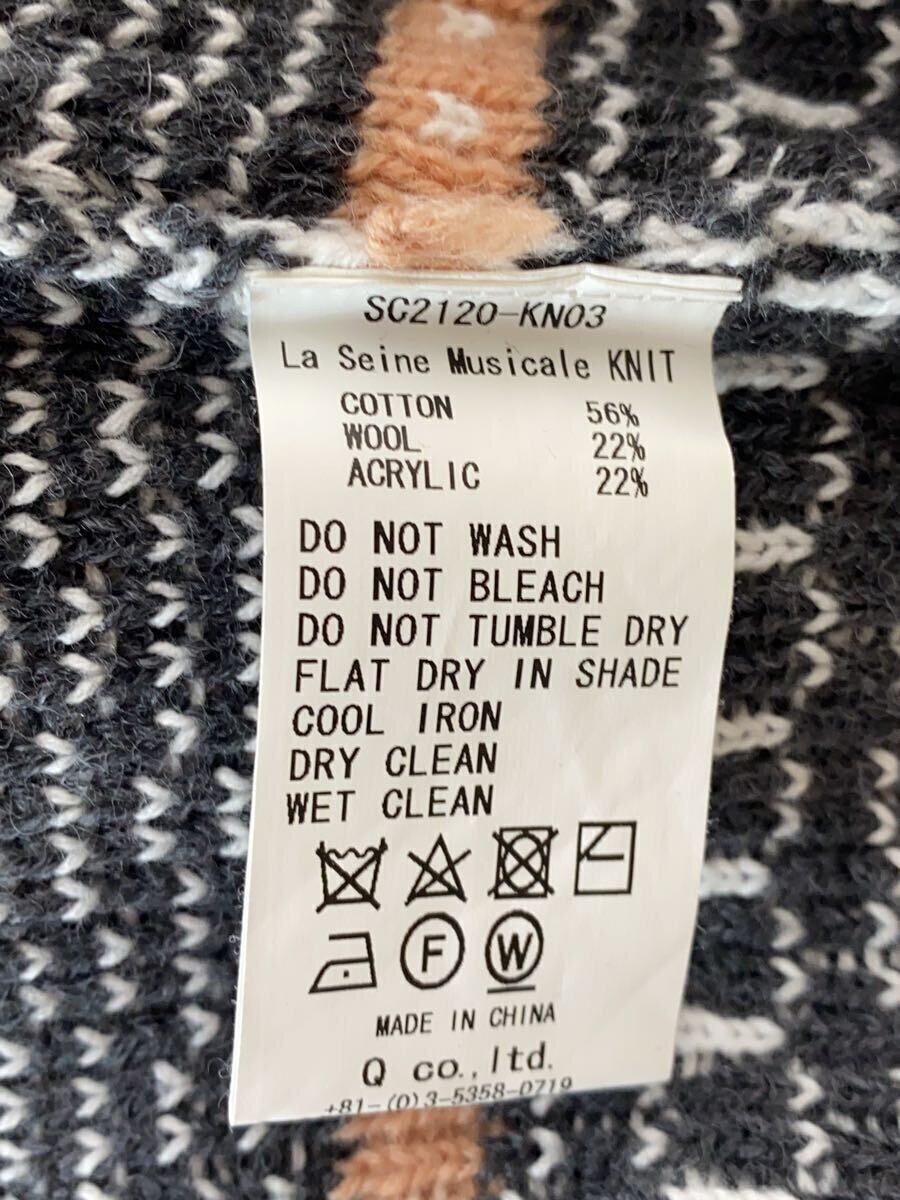 SC2120-KN03
La Seine Musicale KNIT
COTTON 56%
WOOL 22%
ACRYLIC 22%
DO NOT WASH
DO NOT BLEACH
DO NOT TUMBLE DRY
FLAT DRY IN SHADE
COOL IRON
DRY CLEAN
WET CLEAN
F W
MADE IN CHINA
Q co.,ltd.
+81-(0)3-5358-0719